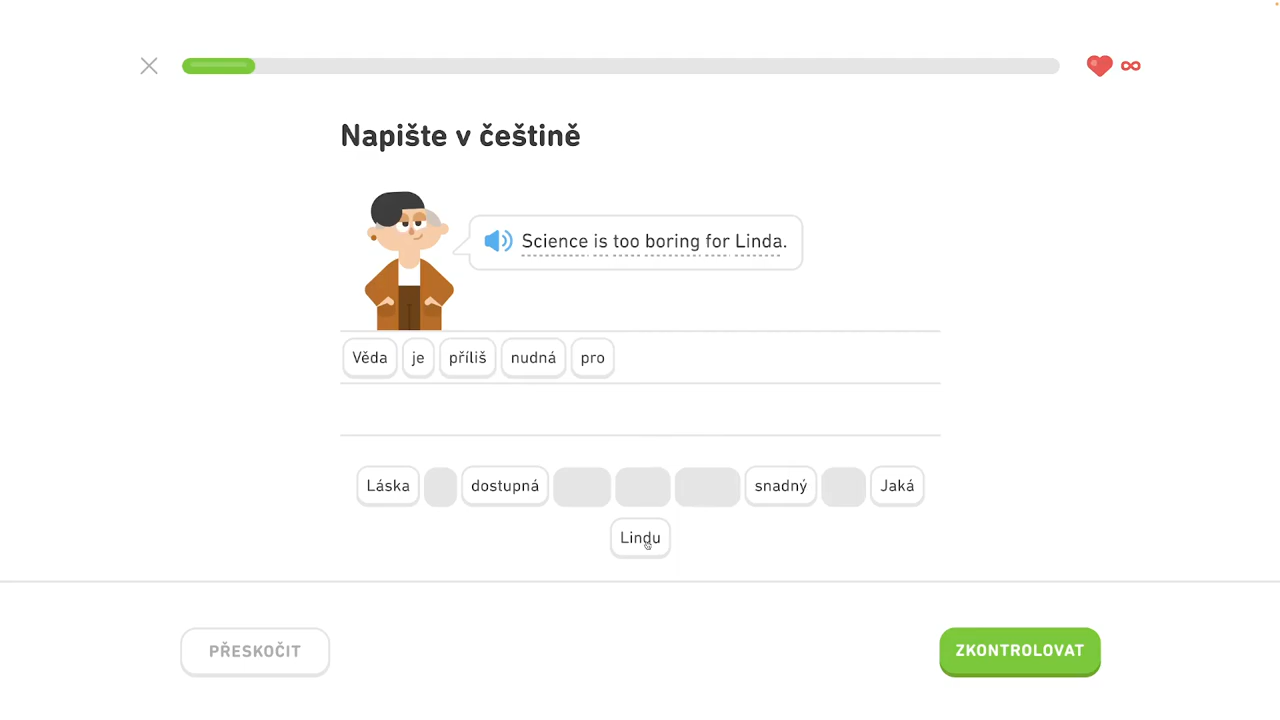 Napište v češtině
Science is too boring for Linda.
Věda je příliš nudná pro
Láska dostupná snadný Jaká
Lindu
PŘESKOČIT ZKONTROLOVAT